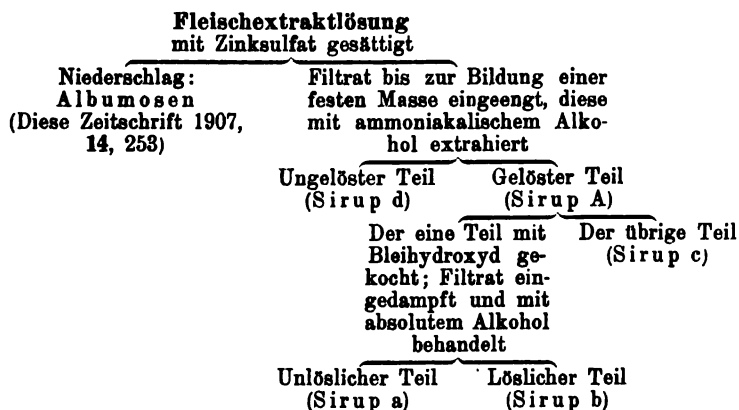 Fleischextraktlösung
mit Zinksulfat gesättigt
Niederschlag:
Albumosen
(Diese Zeitschrift 1907,
14, 253)
Filtrat bis zur Bildung einer
festen Masse eingeengt, diese
mit ammoniakalischem Alko-
hol extrahiert
Ungelöster Teil
(Sirup d)
Gelöster Teil
(Sirup A)
Der eine Teil mit
Bleihydroxyd ge-
kocht; Filtrat ein-
gedampft und mit
absolutem Alkohol
behandelt
Der übrige Teil
(Sirup c)
Unlöslicher Teil
(Sirup a)
Löslicher Teil
(Sirup b)